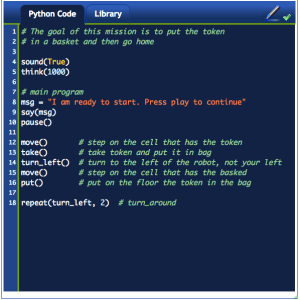 Python Code Library
1 # The goal of this mission is to put the token
2 # in a basket and then go home
3
4 sound(True)
5 think(1000)
6
7 # main program
8 msg = "I am ready to start. Press play to continue"
9 say(msg)
10 pause()
11
12 move() # step on the cell that has the token
13 take() # take token and put it in bag
14 turn_left() # turn to the left of the robot, not your left
15 move() # step on the cell that has the basked
16 put() # put on the floor the token in the bag
17
18 repeat(turn_left, 2) # turn_around